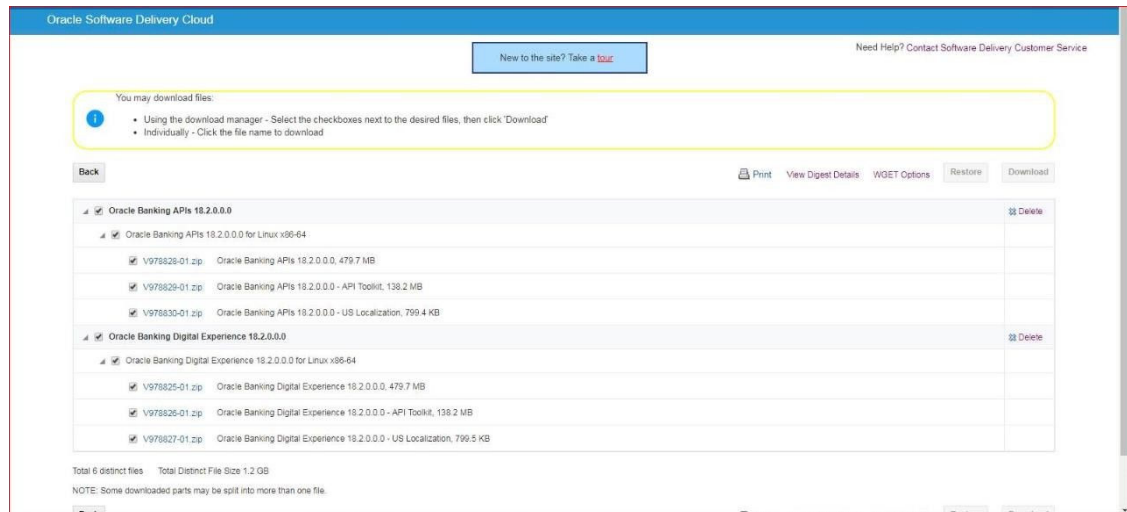 Oracle Software Delivery Cloud
New to the site? Take a tour
Need Help? Contact Software Delivery Customer Service
You may download files:
Using the download manager - Select the checkboxes next to the desired files, then click 'Download'
Individually - Click the file name to download
Back
Print View Digest Details WGET Options Restore Download
Oracle Banking APIs 18.2.0.0.0 Delete
Oracle Banking APIs 18.2.0.0.0 for Linux x86-64
V978828-01.zip Oracle Banking APIs 18.2.0.0.0, 479.7 MB
V978829-01.zip Oracle Banking APIs 18.2.0.0.0 - API Toolkit, 138.2 MB
V978830-01.zip Oracle Banking APIs 18.2.0.0.0 - US Localization, 799.4 KB
Oracle Banking Digital Experience 18.2.0.0.0 Delete
Oracle Banking Digital Experience 18.2.0.0.0 for Linux x86-64
V978825-01.zip Oracle Banking Digital Experience 18.2.0.0.0, 479.7 MB
V978826-01.zip Oracle Banking Digital Experience 18.2.0.0.0 - API Toolkit, 138.2 MB
V978827-01.zip Oracle Banking Digital Experience 18.2.0.0.0 - US Localization, 799.5 KB
Total 6 distinct files Total Distinct File Size 1.2 GB
NOTE: Some downloaded parts may be split into more than one file.